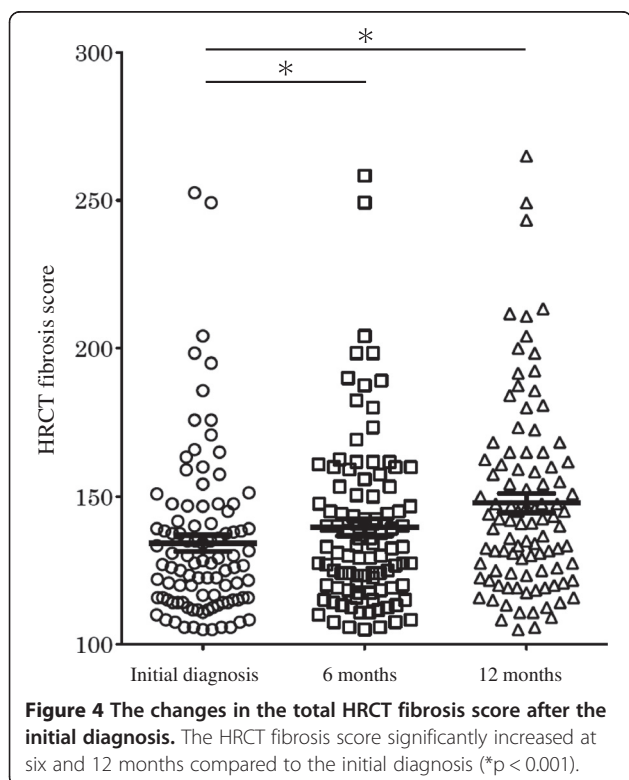 *
*
300
250
200
150
100
HRCT fibrosis score
Initial diagnosis 6 months 12 months
Figure 4 The changes in the total HRCT fibrosis score after the
initial diagnosis. The HRCT fibrosis score significantly increased at
six and 12 months compared to the initial diagnosis (*p < 0.001).